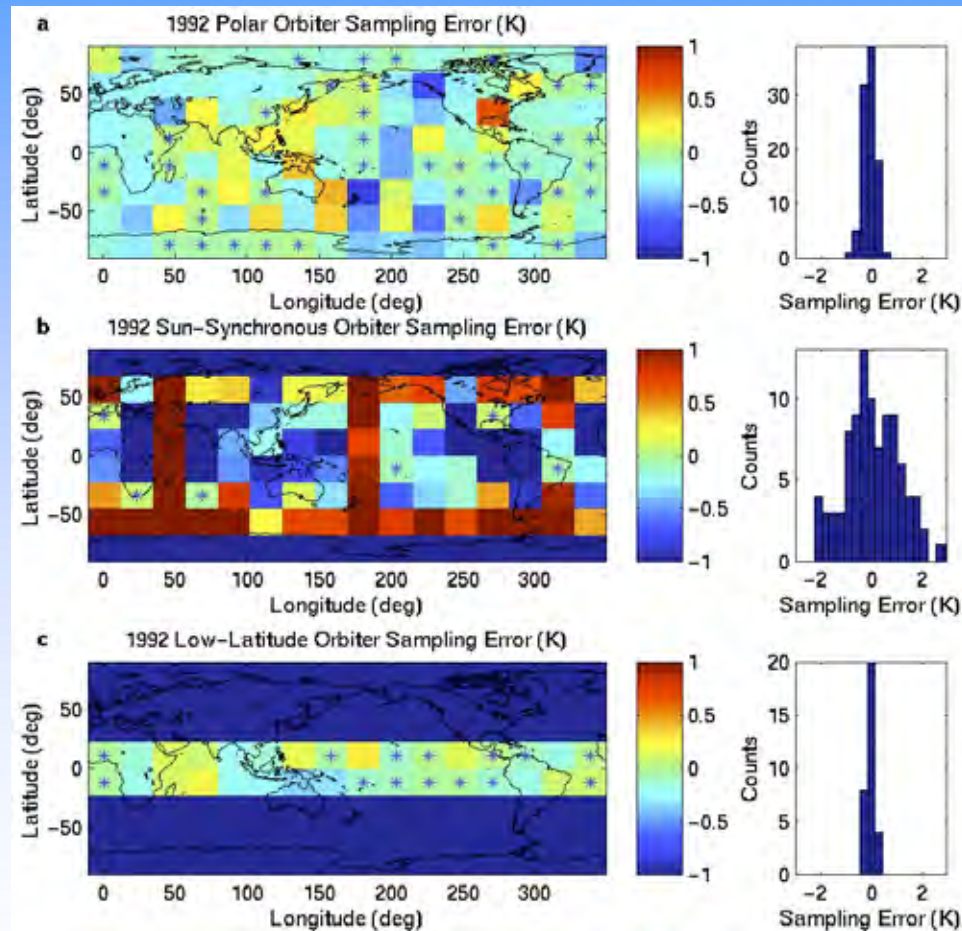 a 1992 Polar Orbiter Sampling Error (K)
Latitude (deg)
50
0
−50
0 50 100 150 200 250 300
Longitude (deg)
1
0.5
0
−0.5
−1
Counts
30
20
10
0
−2 0 2
Sampling Error (K)
b 1992 Sun−Synchronous Orbiter Sampling Error (K)
Latitude (deg)
50
0
−50
0 50 100 150 200 250 300
Longitude (deg)
1
0.5
0
−0.5
−1
Counts
10
5
0
−2 0 2
Sampling Error (K)
c 1992 Low−Latitude Orbiter Sampling Error (K)
Latitude (deg)
50
0
−50
0 50 100 150 200 250 300
Longitude (deg)
1
0.5
0
−0.5
−1
Counts
20
15
10
5
0
−2 0 2
Sampling Error (K)